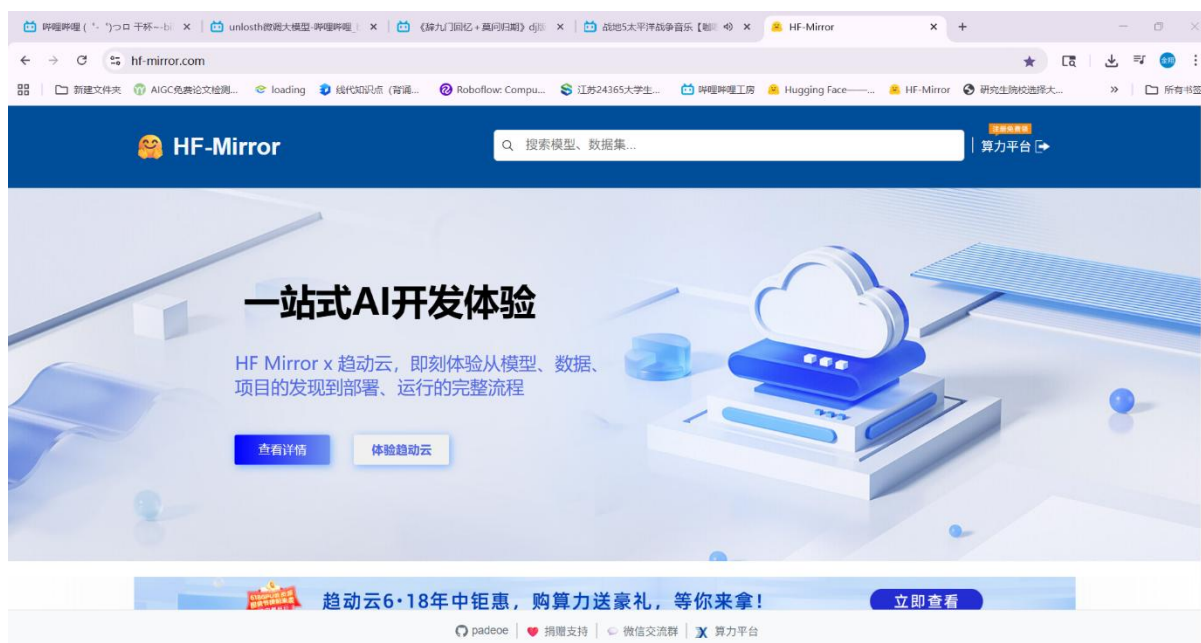 哔哩哔哩 ( ゜- ゜)つロ 干杯~-bi
unlosth微调大模型-哔哩哔哩_b
《辞九门回忆+莫问归期》dj版
战地5太平洋战争音乐【
HF-Mirror
hf-mirror.com
新建文件夹
AIGC免费论文检测...
loading
线代知识点 (背诵...
Roboflow: Compu...
江苏24365大学生...
哔哩哔哩工房
Hugging Face——...
HF-Mirror
研究生院校选择大...
所有书签
HF-Mirror
搜索模型、数据集...
注册免费领
算力平台
一站式AI开发体验
HF Mirror x 趋动云，即刻体验从模型、数据、
项目的发现到部署、运行的完整流程
查看详情
体验趋动云
趋动云6·18年中钜惠，购算力送豪礼，等你来拿！
立即查看
padeoe
捐赠支持
微信交流群
算力平台